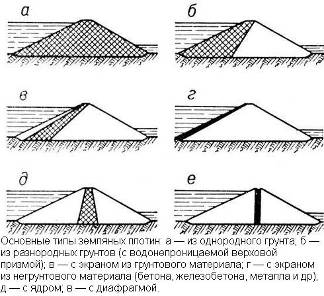 а
б
в
г
д
е
Основные типы земляных плотин: а — из однородного грунта; б —
из разнородных грунтов (с водонепроницаемой верховой
призмой); в — с экраном из грунтового материала; г — с экраном
из негрунтового материала (бетона, железобетона, металла и др),
д — с ядром; в — с диафрагмой.